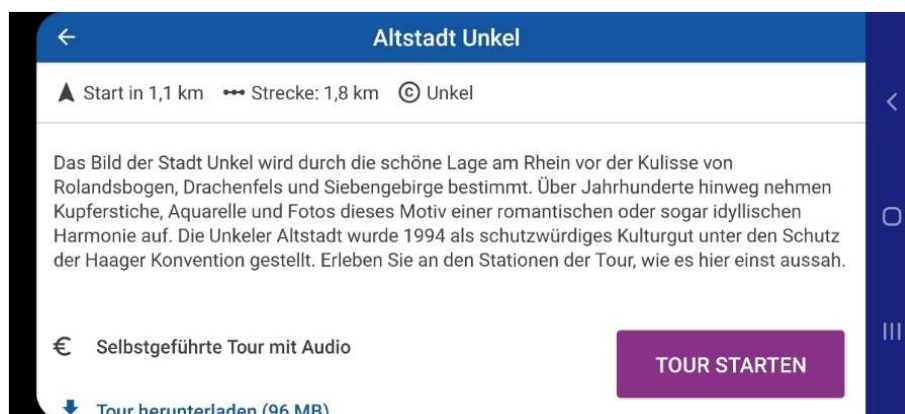 Altstadt Unkel
Start in 1,1 km Strecke: 1,8 km © Unkel
Das Bild der Stadt Unkel wird durch die schöne Lage am Rhein vor der Kulisse von
Rolandsbogen, Drachenfels und Siebengebirge bestimmt. Über Jahrhunderte hinweg nehmen
Kupferstiche, Aquarelle und Fotos dieses Motiv einer romantischen oder sogar idyllischen
Harmonie auf. Die Unkeler Altstadt wurde 1994 als schutzwürdiges Kulturgut unter den Schutz
der Haager Konvention gestellt. Erleben Sie an den Stationen der Tour, wie es hier einst aussah.
€ Selbstgeführte Tour mit Audio
TOUR STARTEN
Tour herunterladen (96 MB)